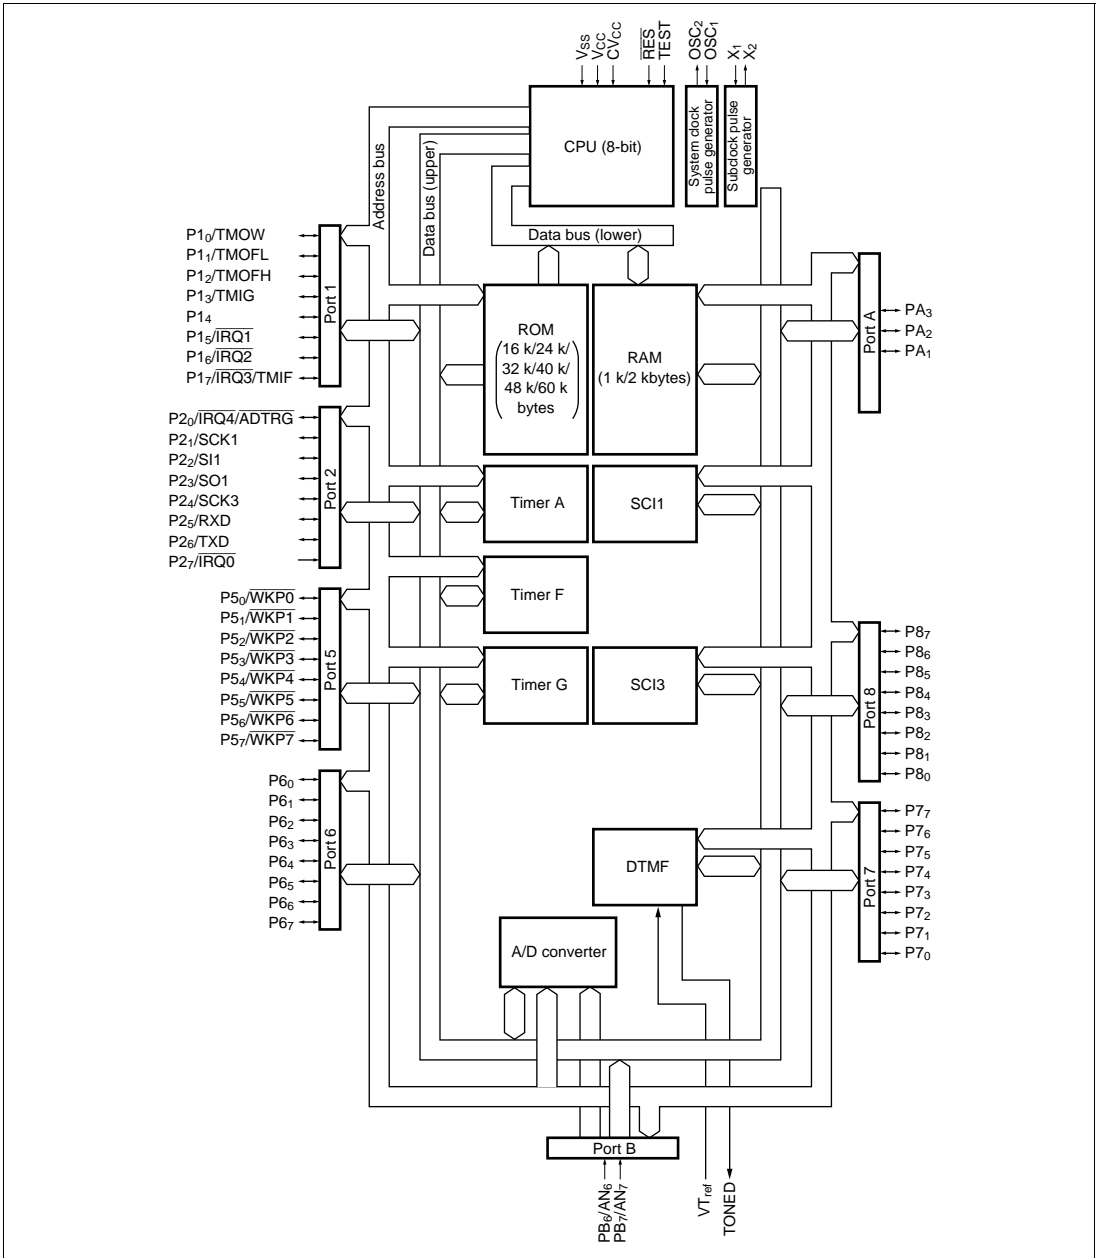 VSS
VCC
CVCC
RES
TEST
OSC2
OSC1
X1
X2
CPU (8-bit)
System clock
pulse generator
Subclock pulse
generator
Address bus
Data bus (upper)
Data bus (lower)
P10/TMOW
P11/TMOFL
P12/TMOFH
P13/TMIG
P14
P15/IRQ1
P16/IRQ2
P17/IRQ3/TMIF
Port 1
P20/IRQ4/ADTRG
P21/SCK1
P22/SI1
P23/SO1
P24/SCK3
P25/RXD
P26/TXD
P27/IRQ0
Port 2
P50/WKP0
P51/WKP1
P52/WKP2
P53/WKP3
P54/WKP4
P55/WKP5
P56/WKP6
P57/WKP7
Port 5
P60
P61
P62
P63
P64
P65
P66
P67
Port 6
ROM
(16 k/24 k/
32 k/40 k/
48 k/60 k
bytes)
RAM
(1 k/2 kbytes)
Timer A
SCI1
Timer F
Timer G
SCI3
DTMF
A/D converter
Port A
PA3
PA2
PA1
Port 8
P87
P86
P85
P84
P83
P82
P81
P80
Port 7
P77
P76
P75
P74
P73
P72
P71
P70
Port B
PB6/AN6
PB7/AN7
VTref
TONED